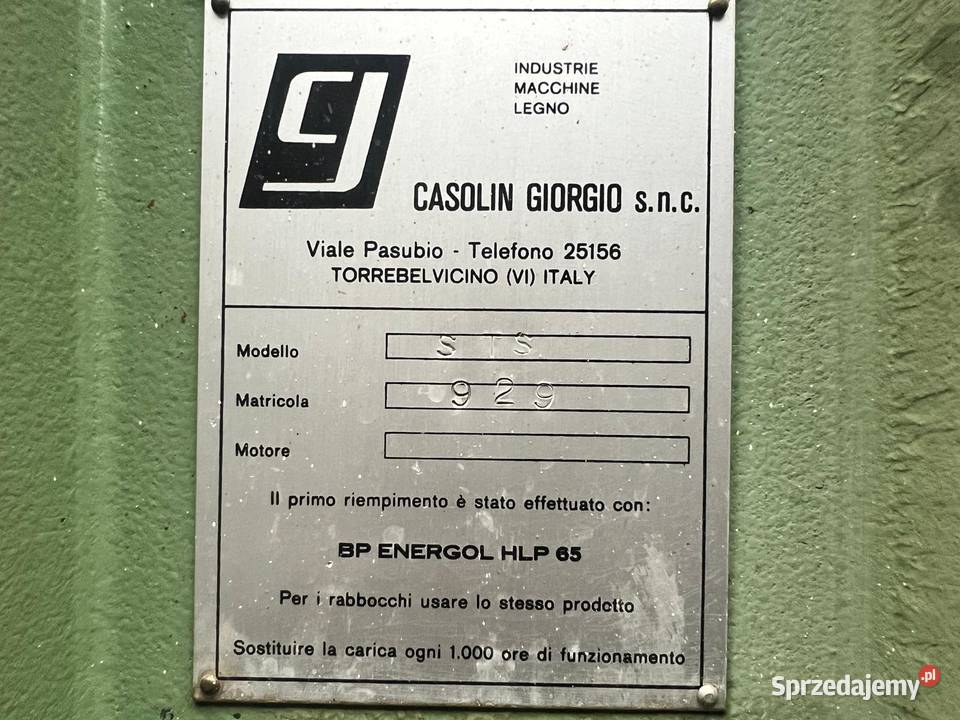 INDUSTRIE
MACCHINE
LEGNO
CASOLIN GIORGIO s.n.c.
Viale Pasubio - Telefono 25156
TORREBELVICINO (VI) ITALY
Modello STS
Matricola 929
Motore
Il primo riempimento è stato effettuato con:
BP ENERGOL HLP 65
Per i rabbocchi usare lo stesso prodotto
Sostituire la carica ogni 1.000 ore di funzionamento
Sprzedajemy.pl